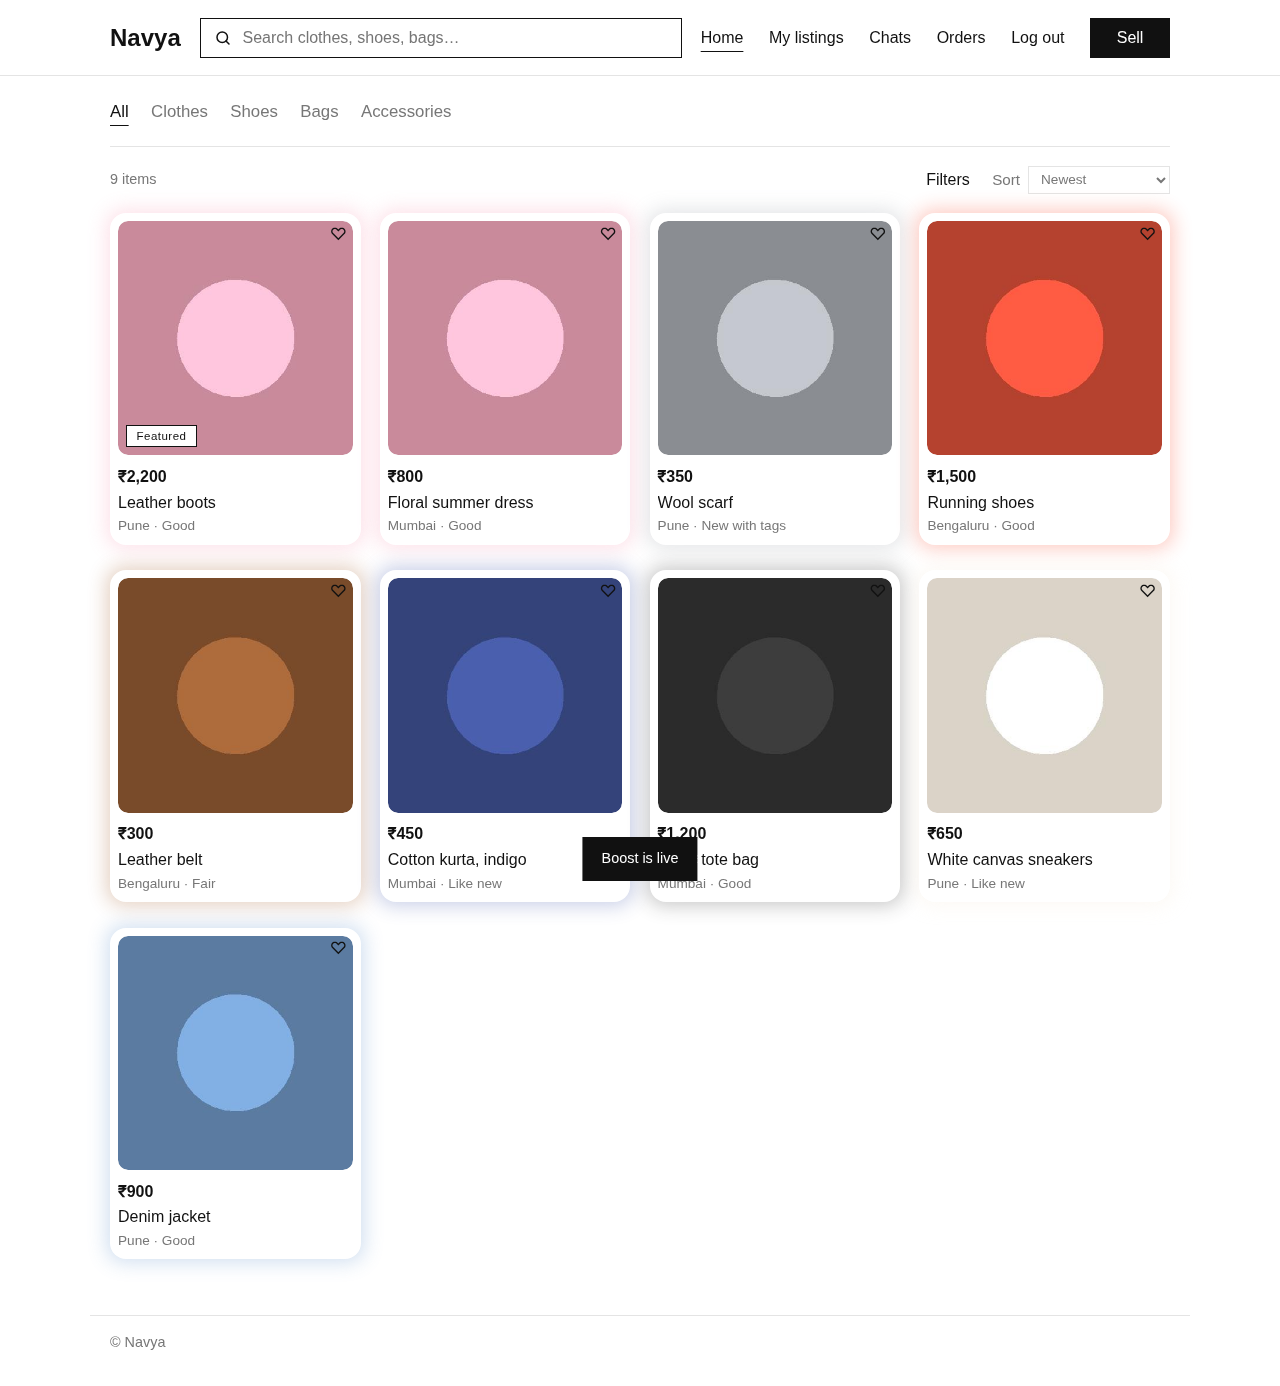 Navya
Search clothes, shoes, bags…
Home My listings Chats Orders Log out Sell
All Clothes Shoes Bags Accessories
9 items
Filters Sort Newest
Featured
₹2,200
Leather boots
Pune · Good
₹800
Floral summer dress
Mumbai · Good
₹350
Wool scarf
Pune · New with tags
₹1,500
Running shoes
Bengaluru · Good
₹300
Leather belt
Bengaluru · Fair
₹450
Cotton kurta, indigo
Mumbai · Like new
Boost is live
₹1,200
tote bag
Mumbai · Good
₹650
White canvas sneakers
Pune · Like new
₹900
Denim jacket
Pune · Good
© Navya